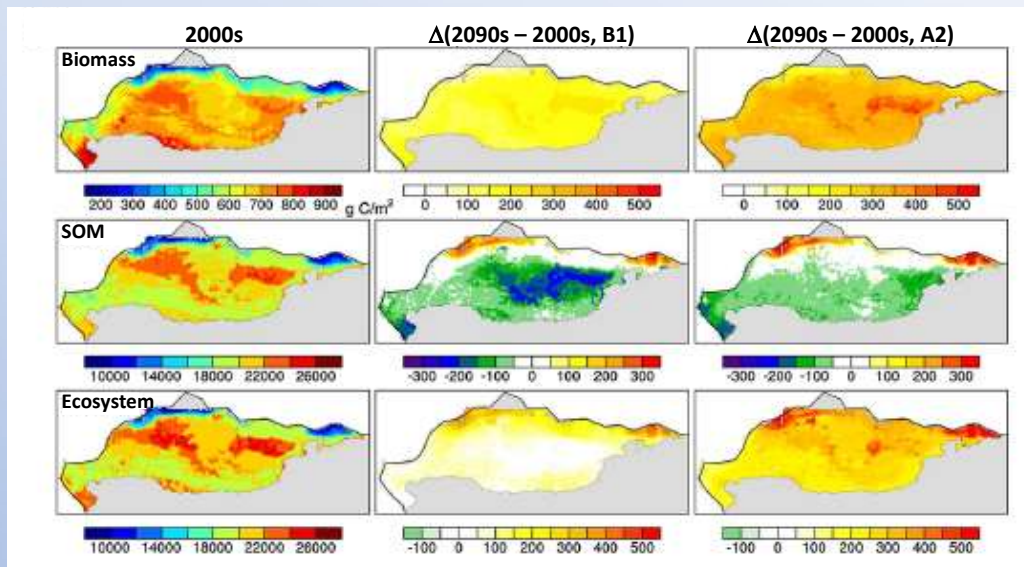 2000s Δ(2090s – 2000s, B1) Δ(2090s – 2000s, A2)
Biomass
200 300 400 500 600 700 800 900 g C/m² 0 100 200 300 400 500 0 100 200 300 400 500
SOM
10000 14000 18000 22000 26000 -300 -200 -100 0 100 200 300 -300 -200 -100 0 100 200 300
Ecosystem
10000 14000 18000 22000 26000 -100 0 100 200 300 400 500 -100 0 100 200 300 400 500